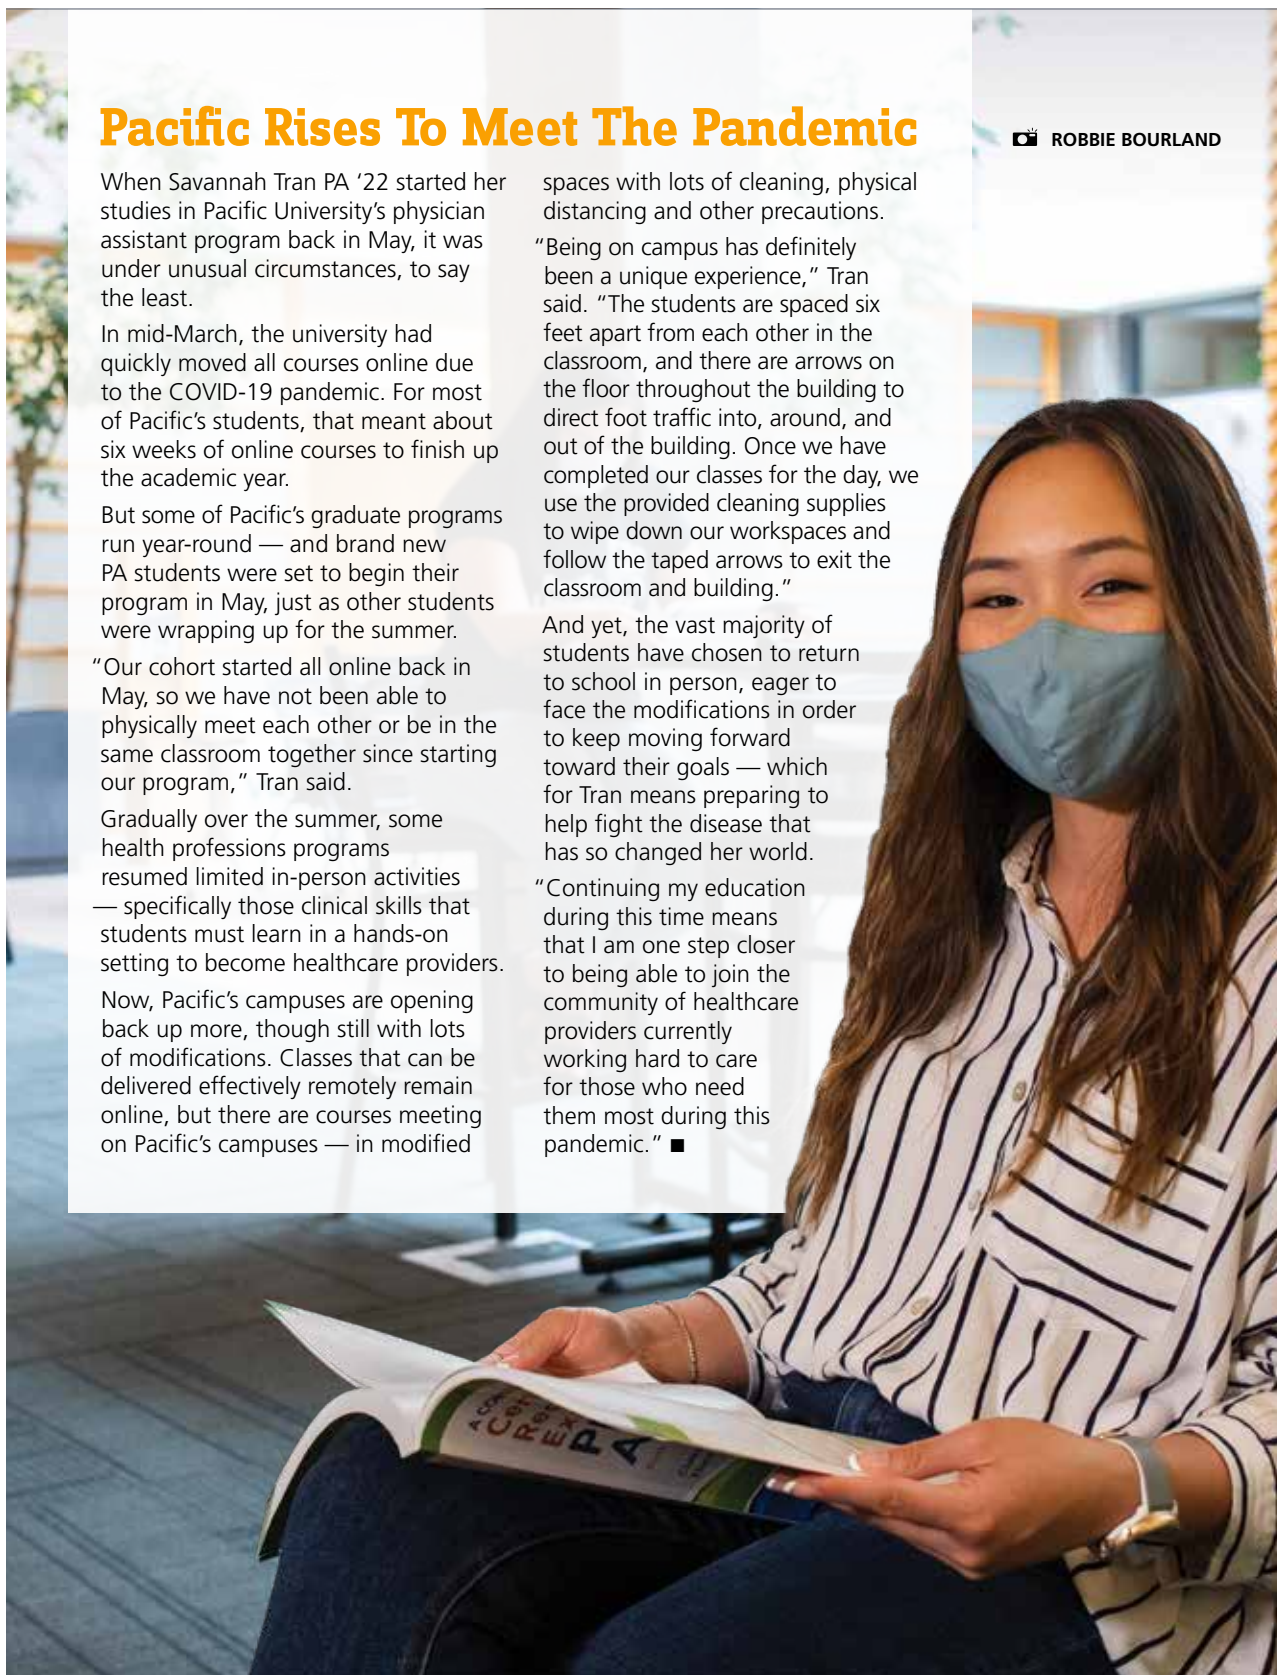 Pacific Rises To Meet The Pandemic
ROBBIE BOURLAND
When Savannah Tran PA ‘22 started her
studies in Pacific University’s physician
assistant program back in May, it was
under unusual circumstances, to say
the least.
In mid-March, the university had
quickly moved all courses online due
to the COVID-19 pandemic. For most
of Pacific’s students, that meant about
six weeks of online courses to finish up
the academic year.
But some of Pacific’s graduate programs
run year-round — and brand new
PA students were set to begin their
program in May, just as other students
were wrapping up for the summer.
“Our cohort started all online back in
May, so we have not been able to
physically meet each other or be in the
same classroom together since starting
our program,” Tran said.
Gradually over the summer, some
health professions programs
resumed limited in-person activities
— specifically those clinical skills that
students must learn in a hands-on
setting to become healthcare providers.
Now, Pacific’s campuses are opening
back up more, though still with lots
of modifications. Classes that can be
delivered effectively remotely remain
online, but there are courses meeting
on Pacific’s campuses — in modified
spaces with lots of cleaning, physical
distancing and other precautions.
“Being on campus has definitely
been a unique experience,” Tran
said. “The students are spaced six
feet apart from each other in the
classroom, and there are arrows on
the floor throughout the building to
direct foot traffic into, around, and
out of the building. Once we have
completed our classes for the day, we
use the provided cleaning supplies
to wipe down our workspaces and
follow the taped arrows to exit the
classroom and building.”
And yet, the vast majority of
students have chosen to return
to school in person, eager to
face the modifications in order
to keep moving forward
toward their goals — which
for Tran means preparing to
help fight the disease that
has so changed her world.
“Continuing my education
during this time means
that I am one step closer
to being able to join the
community of healthcare
providers currently
working hard to care
for those who need
them most during this
pandemic.” ■
A
PA